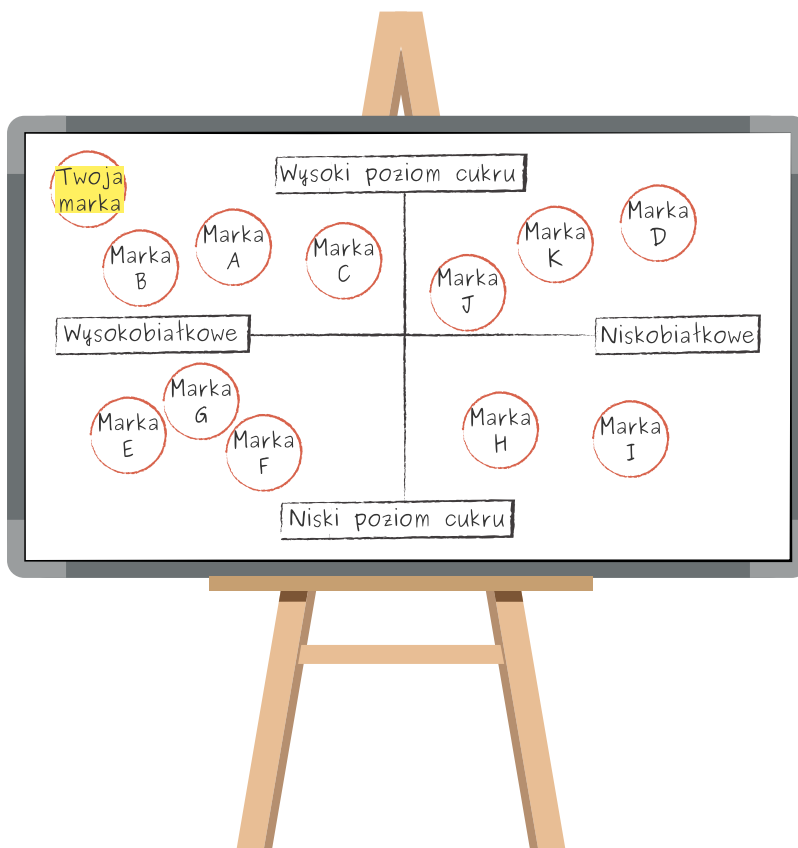 Wysoki poziom cukru
Twoja
marka
Marka
B
Marka
A
Marka
C
Marka
J
Marka
K
Marka
D
Wysokobiałkowe
Niskobiałkowe
Marka
E
Marka
G
Marka
F
Marka
H
Marka
I
Niski poziom cukru